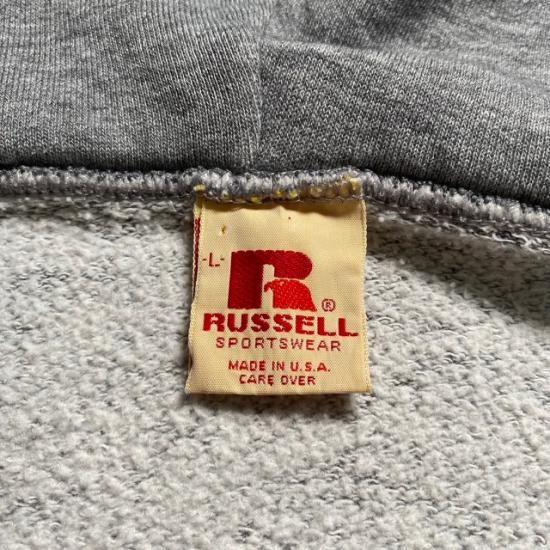 -L-
R
®
RUSSELL
SPORTSWEAR
MADE IN U.S.A.
CARE OVER